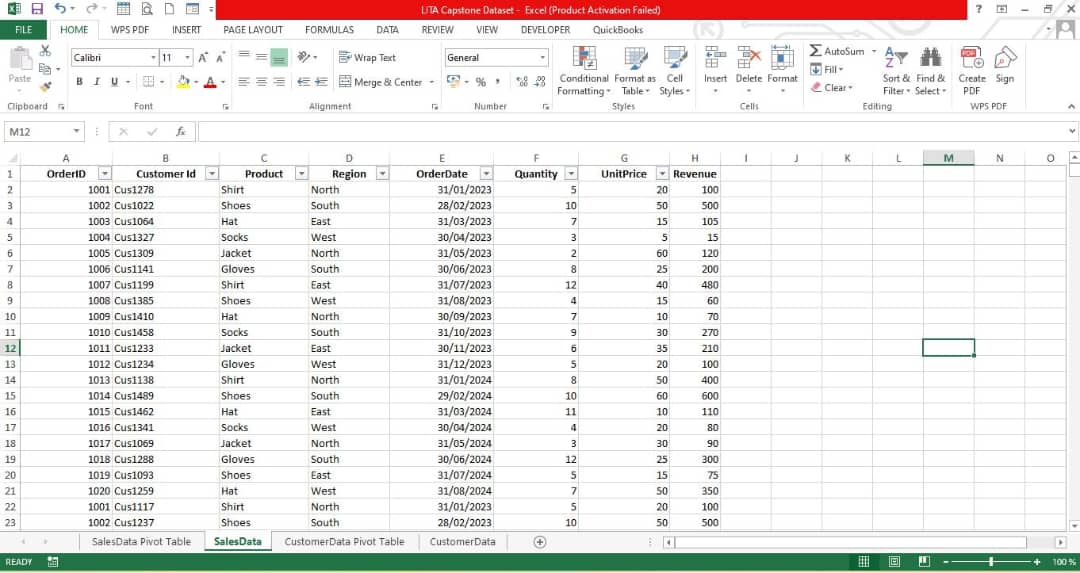 LITA Capstone Dataset - Excel (Product Activation Failed)
FILE HOME WPS PDF INSERT PAGE LAYOUT FORMULAS DATA REVIEW VIEW DEVELOPER QuickBooks
Paste
Calibri 11
B I U
Wrap Text
Merge & Center
General
Conditional Formatting
Format as Table
Cell Styles
Insert Delete Format
AutoSum
Fill
Clear
Sort & Filter
Find & Select
Create PDF
Sign
Clipboard Font Alignment Number Styles Cells Editing WPS PDF
M12 fx
A B C D E F G H I J K L M N O
1 OrderID Customer Id Product Region OrderDate Quantity UnitPrice Revenue
2 1001 Cus1278 Shirt North 31/01/2023 5 20 100
3 1002 Cus1022 Shoes South 28/02/2023 10 50 500
4 1003 Cus1064 Hat East 31/03/2023 7 15 105
5 1004 Cus1327 Socks West 30/04/2023 3 5 15
6 1005 Cus1309 Jacket North 31/05/2023 2 60 120
7 1006 Cus1141 Gloves South 30/06/2023 8 25 200
8 1007 Cus1199 Shirt East 31/07/2023 12 40 480
9 1008 Cus1385 Shoes West 31/08/2023 4 15 60
10 1009 Cus1410 Hat North 30/09/2023 7 10 70
11 1010 Cus1458 Socks South 31/10/2023 9 30 270
12 1011 Cus1233 Jacket East 30/11/2023 6 35 210
13 1012 Cus1234 Gloves West 31/12/2023 5 20 100
14 1013 Cus1138 Shirt North 31/01/2024 8 50 400
15 1014 Cus1489 Shoes South 29/02/2024 10 60 600
16 1015 Cus1462 Hat East 31/03/2024 11 10 110
17 1016 Cus1341 Socks West 30/04/2024 4 20 80
18 1017 Cus1069 Jacket North 31/05/2024 3 30 90
19 1018 Cus1288 Gloves South 30/06/2024 12 25 300
20 1019 Cus1093 Shoes East 31/07/2024 5 15 75
21 1020 Cus1259 Hat West 31/08/2024 7 50 350
22 1001 Cus1117 Shirt North 31/01/2023 5 20 100
23 1002 Cus1237 Shoes South 28/02/2023 10 50 500
SalesData Pivot Table SalesData CustomerData Pivot Table CustomerData
READY 100 %